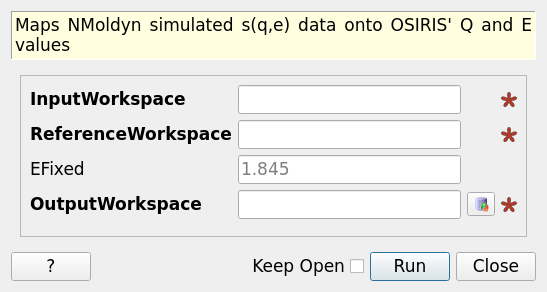 Maps NMoldyn simulated s(q,e) data onto OSIRIS' Q and E
values
InputWorkspace
ReferenceWorkspace
EFixed 1.845
OutputWorkspace
? Keep Open Run Close